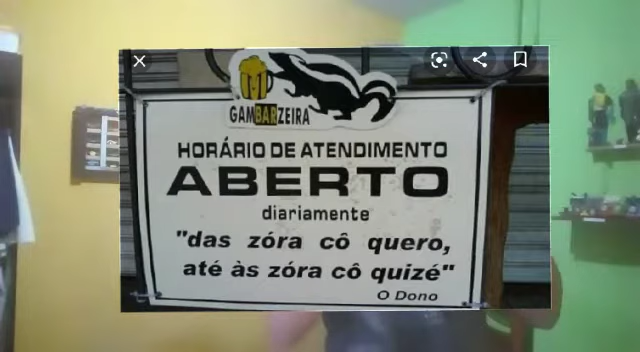 GAMBARZEIRA
HORÁRIO DE ATENDIMENTO
ABERTO
diariamente
"das zóra cô quero,
até às zóra cô quizé"
O Dono